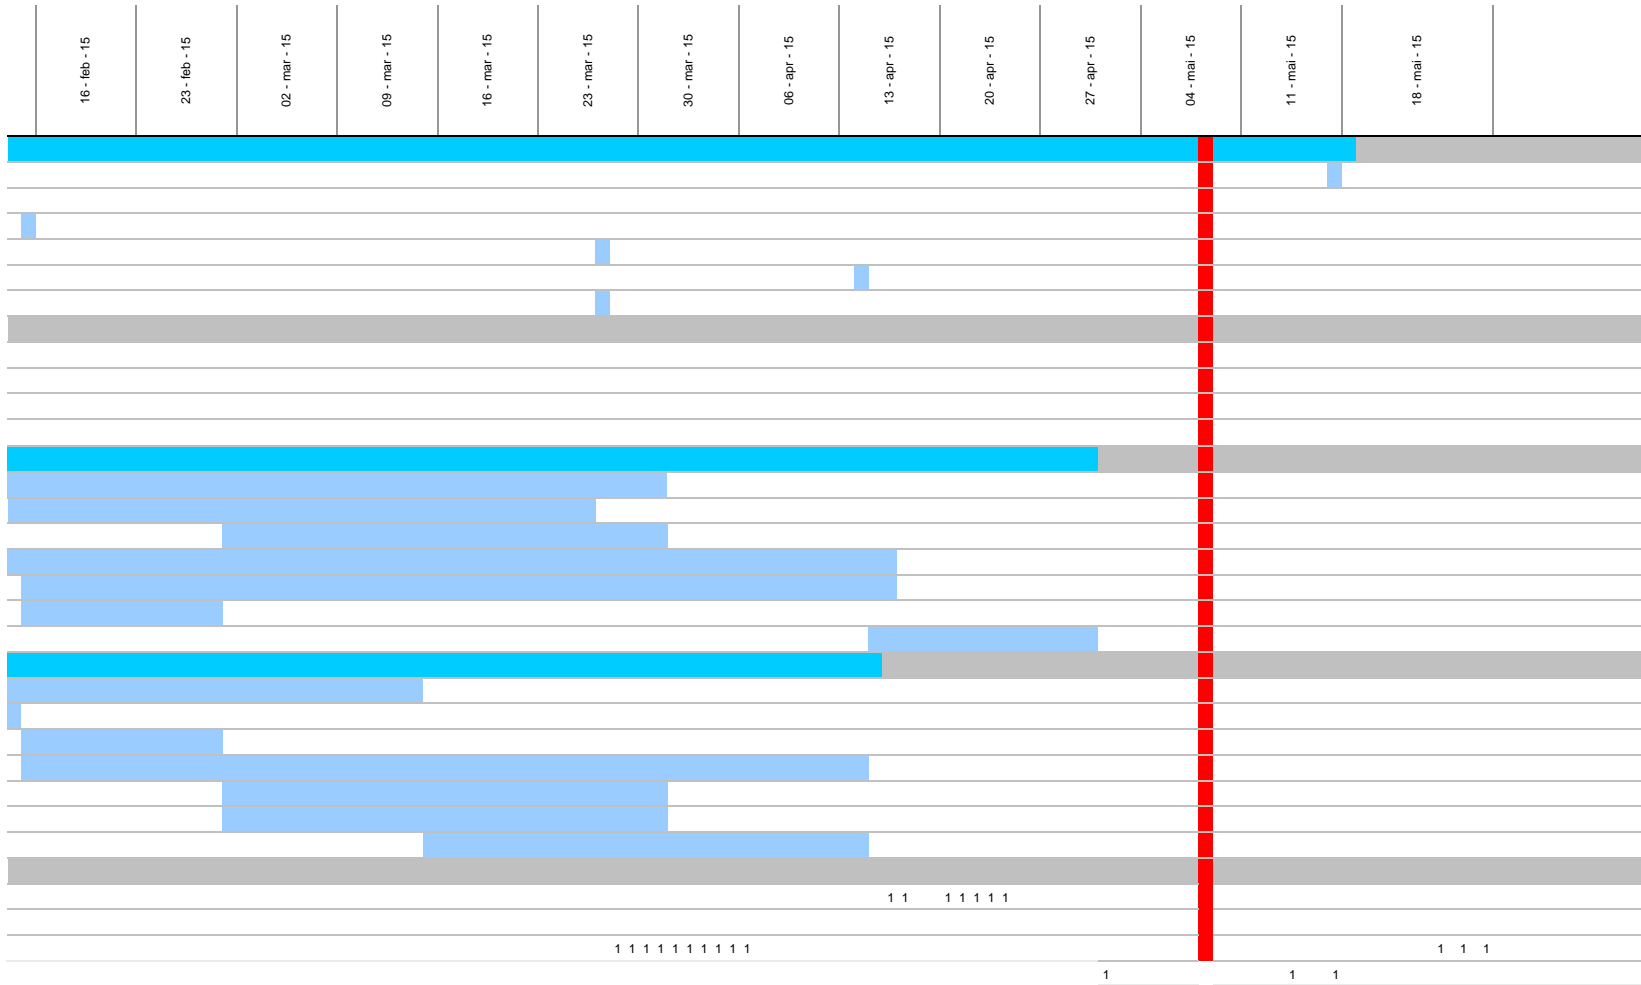 16 - feb - 15
23 - feb - 15
02 - mar - 15
09 - mar - 15
16 - mar - 15
23 - mar - 15
30 - mar - 15
06 - apr - 15
13 - apr - 15
20 - apr - 15
27 - apr - 15
04 - mai - 15
11 - mai - 15
18 - mai - 15
1 1 1 1 1 1 1
1 1 1 1 1 1 1 1 1 1 1 1 1
1 1 1